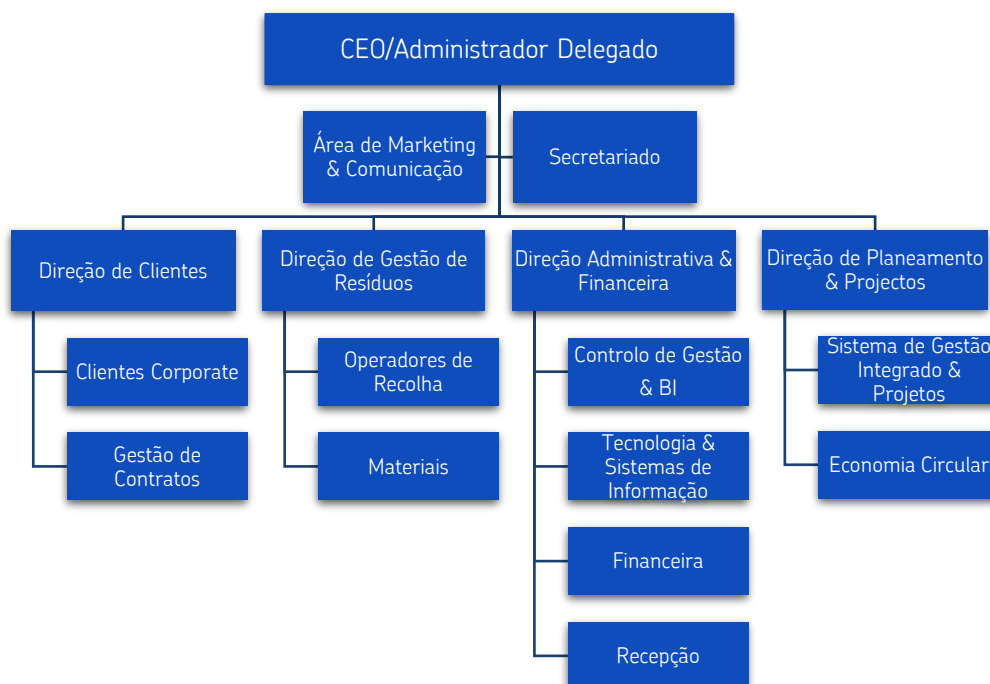 CEO/Administrador Delegado
Área de Marketing
& Comunicação
Secretariado
Direção de Clientes
Direção de Gestão de
Resíduos
Direção Administrativa &
Financeira
Direção de Planeamento
& Projectos
Clientes Corporate
Gestão de
Contratos
Operadores de
Recolha
Materiais
Controlo de Gestão
& BI
Tecnologia &
Sistemas de
Informação
Financeira
Recepção
Sistema de Gestão
Integrado &
Projetos
Economia Circular